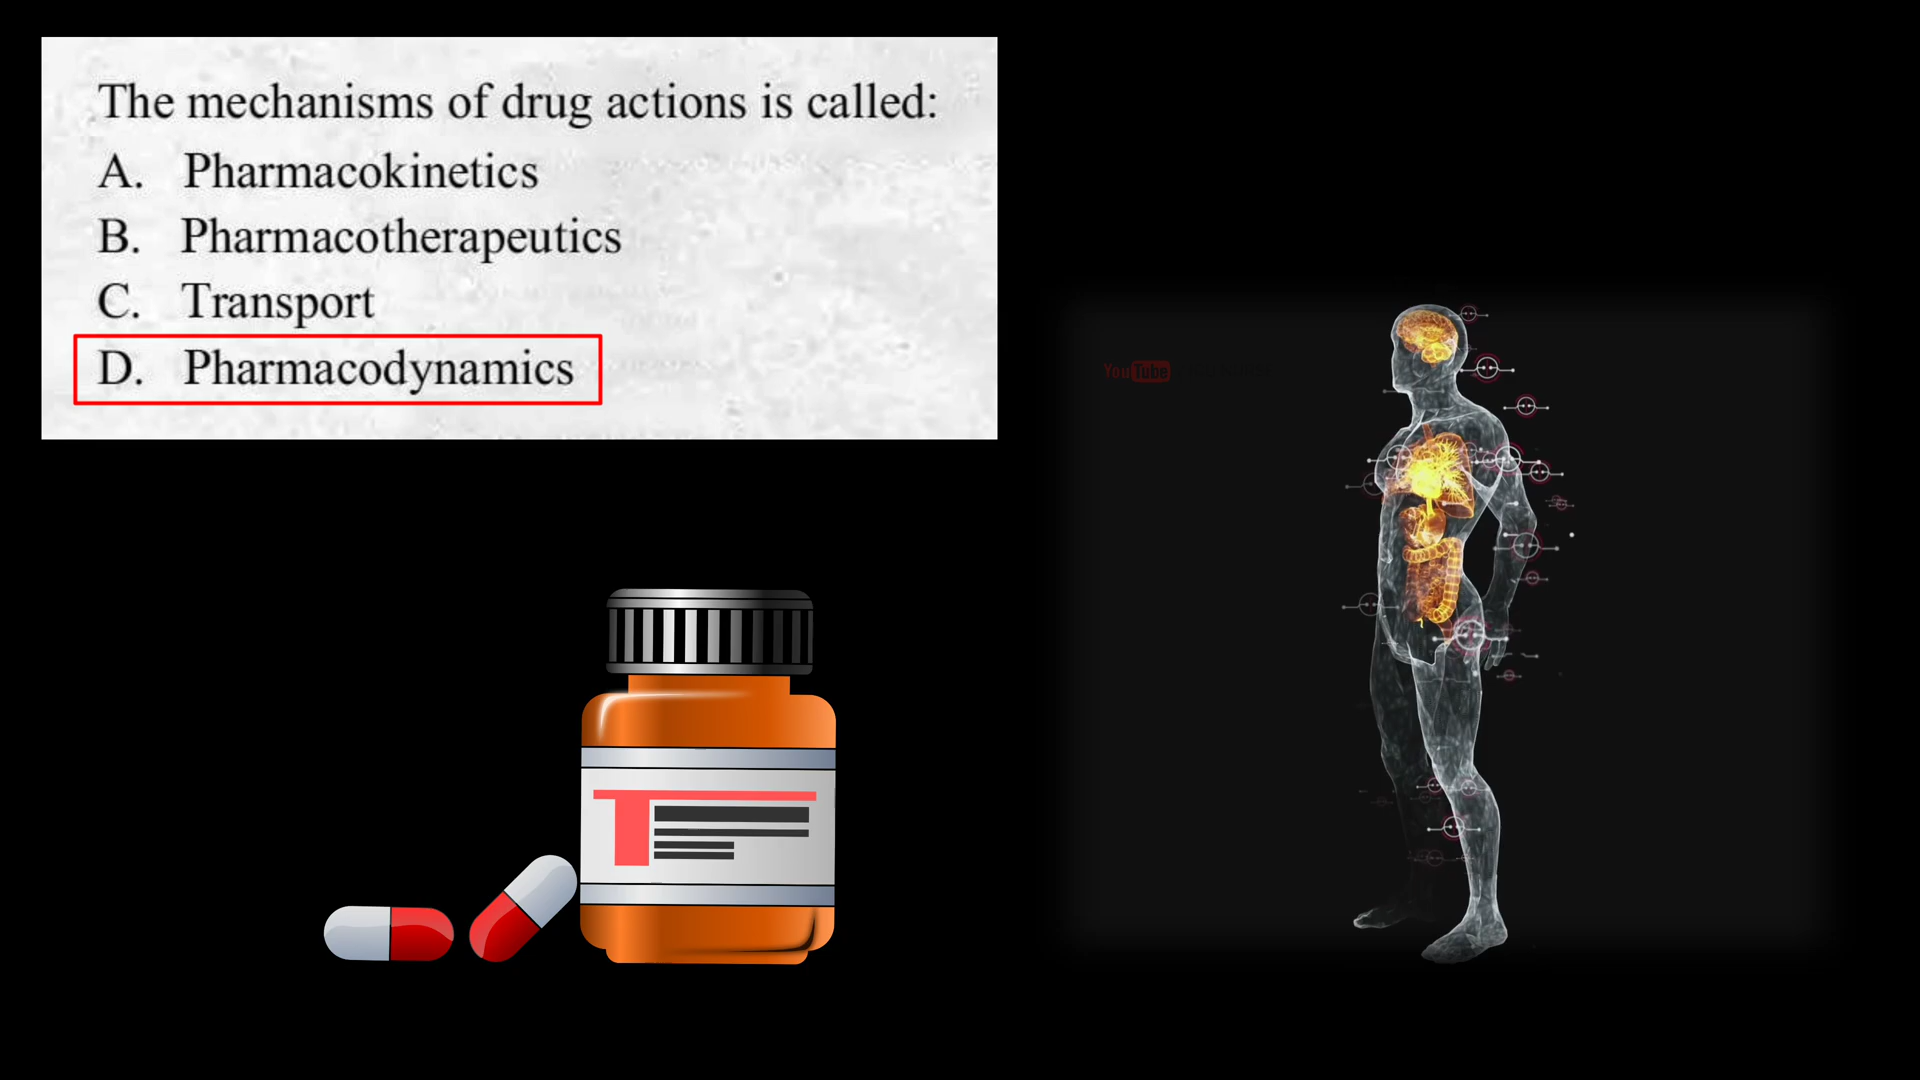 The mechanisms of drug actions is called:
A. Pharmacokinetics
B. Pharmacotherapeutics
C. Transport
D. Pharmacodynamics
YouTube